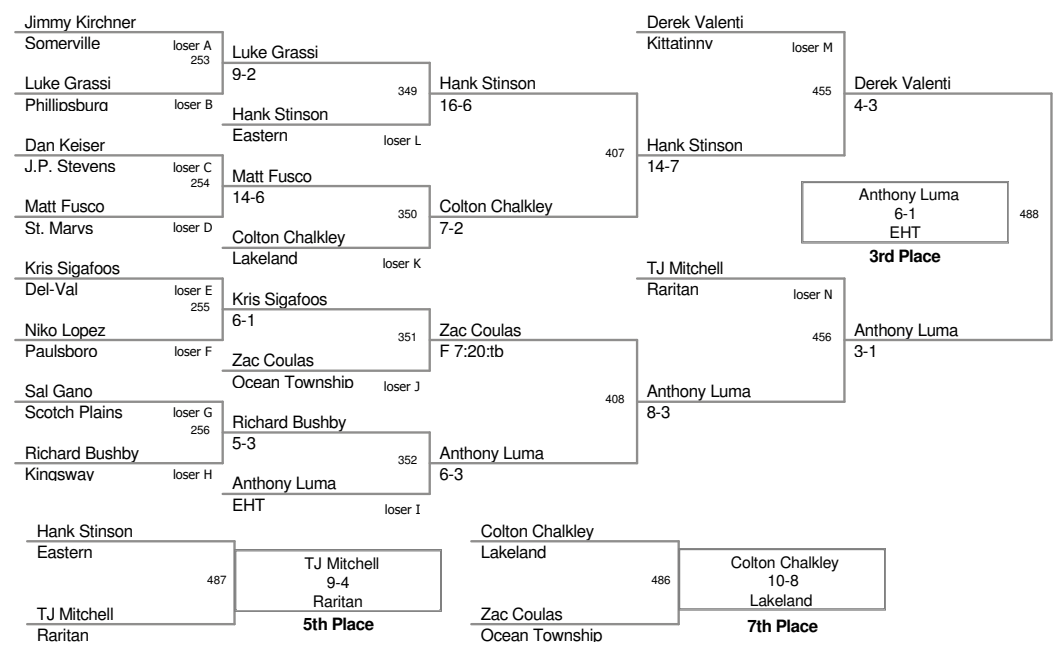 Jimmy Kirchner
Somerville
loser A
253
Luke Grassi
Phillipsburg
loser B
Dan Keiser
J.P. Stevens
loser C
254
Matt Fusco
St. Marys
loser D
Kris Sigafoos
Del-Val
loser E
255
Niko Lopez
Paulsboro
loser F
Sal Gano
Scotch Plains
loser G
256
Richard Bushby
Kingsway
loser H
Luke Grassi
9-2
349
Hank Stinson
Eastern
loser L
Matt Fusco
14-6
350
Colton Chalkley
Lakeland
loser K
Kris Sigafoos
6-1
351
Zac Coulas
Ocean Township
loser J
Richard Bushby
5-3
352
Anthony Luma
EHT
loser I
Hank Stinson
16-6
407
Colton Chalkley
7-2
Zac Coulas
F 7:20:tb
408
Anthony Luma
6-3
Derek Valenti
Kittatinny
loser M
455
Hank Stinson
14-7
TJ Mitchell
Raritan
loser N
456
Anthony Luma
8-3
Derek Valenti
4-3
488
Anthony Luma
3-1
Anthony Luma
6-1
EHT
3rd Place
Hank Stinson
Eastern
487
TJ Mitchell
Raritan
TJ Mitchell
9-4
Raritan
5th Place
Colton Chalkley
Lakeland
486
Zac Coulas
Ocean Township
Colton Chalkley
10-8
Lakeland
7th Place